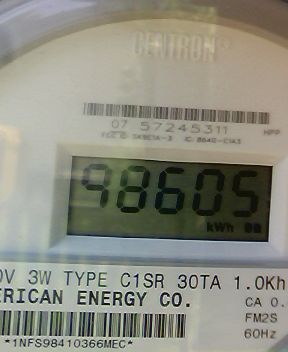 CENTRON®
07 57245311 HPP
98605
kWh
0V 3W TYPE C1SR 30TA 1.0Kh
ERICAN ENERGY CO.
CA 0.
FM2S
*1NFS98410366MEC* 60Hz